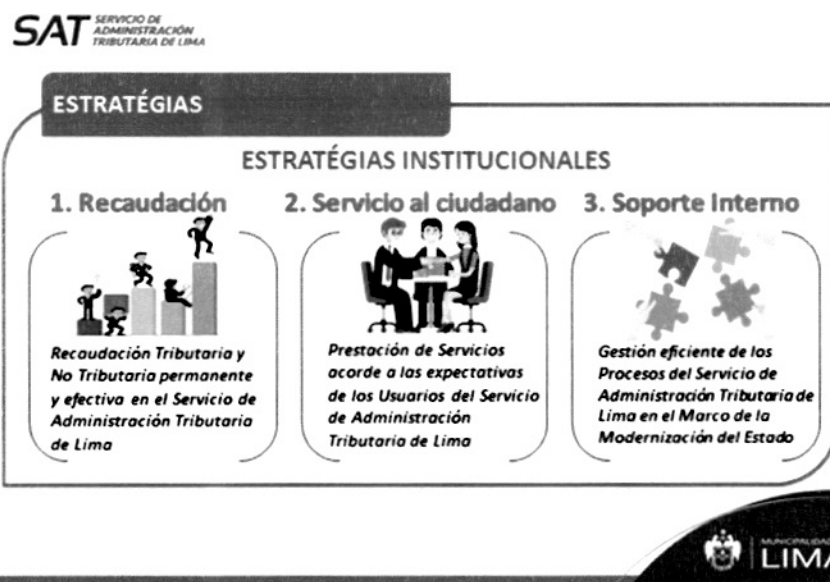 SAT SERVICIO DE
ADMINISTRACIÓN
TRIBUTARIA DE LIMA
ESTRATÉGIAS
ESTRATÉGIAS INSTITUCIONALES
1. Recaudación
Recaudación Tributaria y
No Tributaria permanente
y efectiva en el Servicio de
Administración Tributaria
de Lima
2. Servicio al ciudadano
Prestación de Servicios
acorde a las expectativas
de los Usuarios del Servicio
de Administración
Tributaria de Lima
3. Soporte Interno
Gestión eficiente de los
Procesos del Servicio de
Administración Tributaria de
Lima en el Marco de la
Modernización del Estado
MUNICIPALIDAD
LIMA